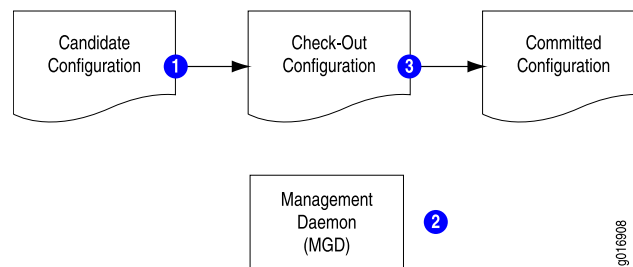 Candidate
Configuration
1
Check-Out
Configuration
3
Committed
Configuration
Management
Daemon
(MGD)
2
g016908